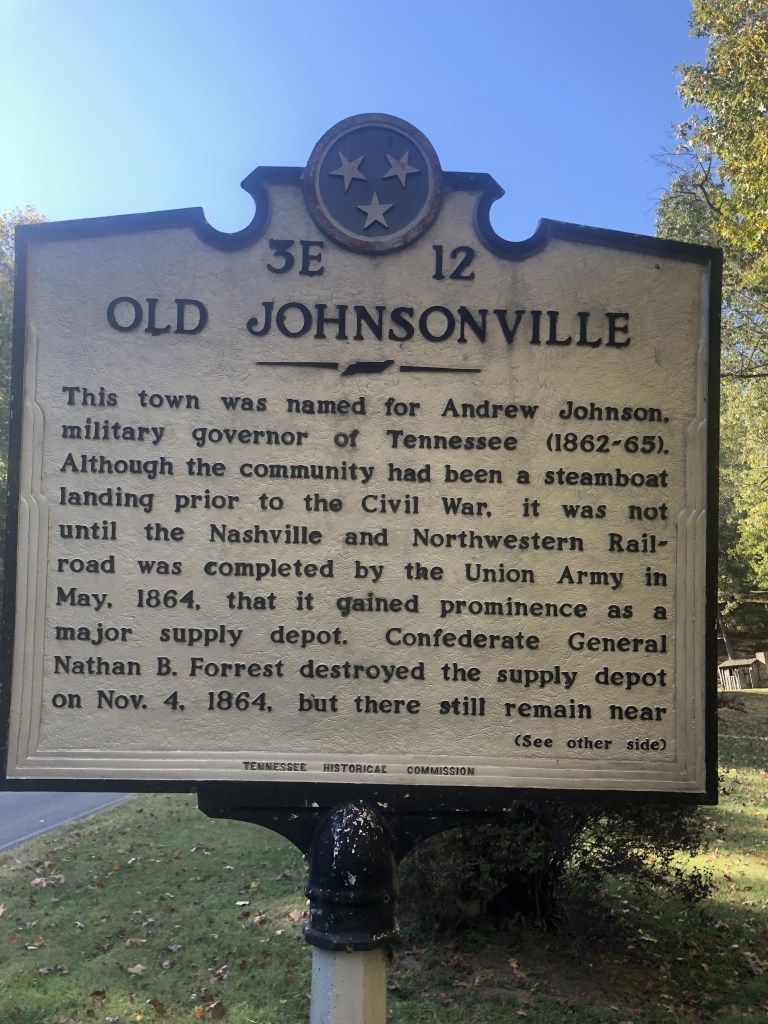 3E 12
OLD JOHNSONVILLE
This town was named for Andrew Johnson,
military governor of Tennessee (1862-65).
Although the community had been a steamboat
landing prior to the Civil War, it was not
until the Nashville and Northwestern Rail-
road was completed by the Union Army in
May, 1864, that it gained prominence as a
major supply depot. Confederate General
Nathan B. Forrest destroyed the supply depot
on Nov. 4, 1864, but there still remain near
(See other side)
TENNESSEE HISTORICAL COMMISSION